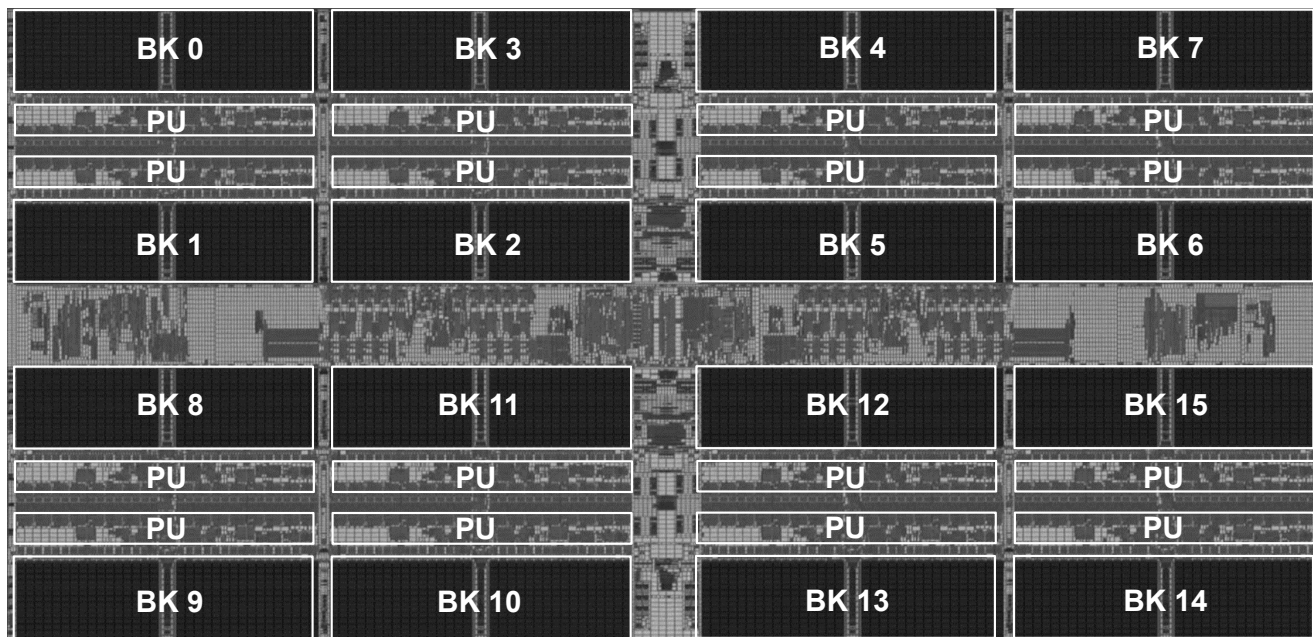 BK 0 BK 3 BK 4 BK 7
PU PU PU PU
PU PU PU PU
BK 1 BK 2 BK 5 BK 6
BK 8 BK 11 BK 12 BK 15
PU PU PU PU
PU PU PU PU
BK 9 BK 10 BK 13 BK 14